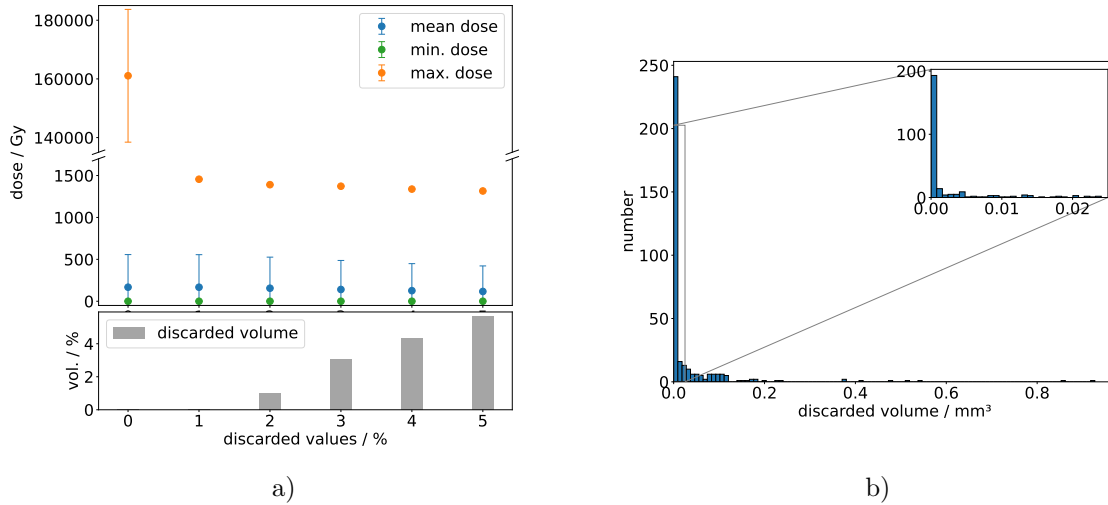 180000
160000
140000
1500
1000
500
0
dose / Gy
mean dose
min. dose
max. dose
4
2
0
vol. / %
discarded volume
0 1 2 3 4 5
discarded values / %
a)
250
200
150
100
50
0
number
200
100
0
0.00 0.01 0.02
0.0 0.2 0.4 0.6 0.8
discarded volume / mm³
b)